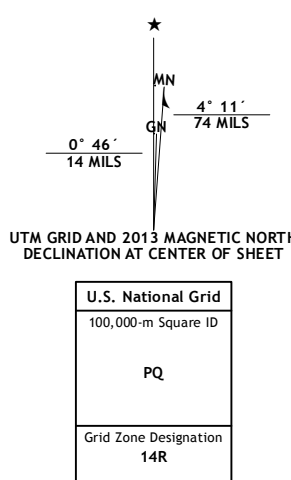 ★
MN
4° 11´
74 MILS
GN
0° 46´
14 MILS
UTM GRID AND 2013 MAGNETIC NORTH
DECLINATION AT CENTER OF SHEET
U.S. National Grid
100,000-m Square ID
PQ
Grid Zone Designation
14R